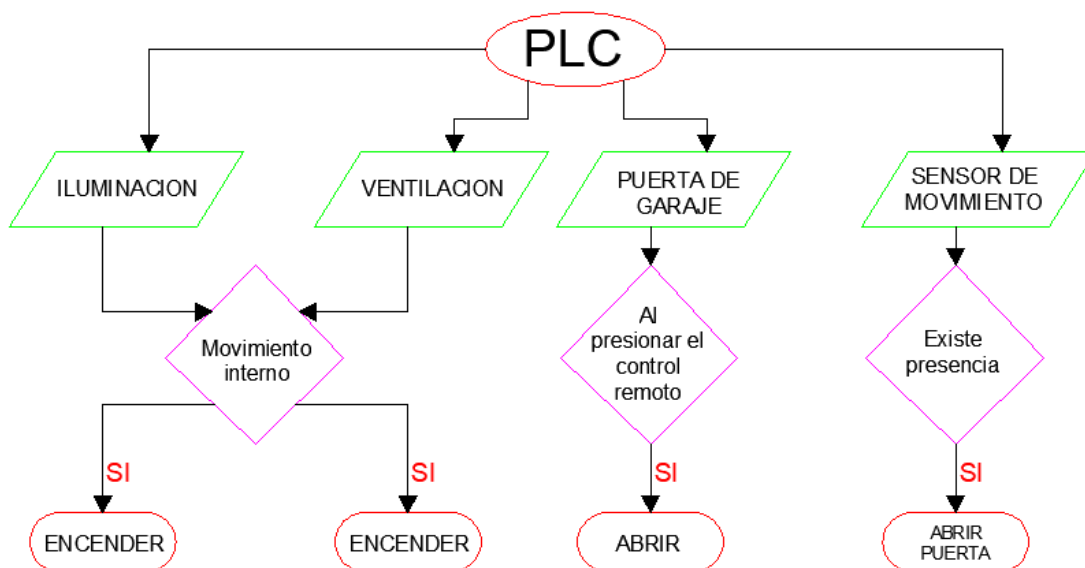 PLC
ILUMINACION
VENTILACION
PUERTA DE
GARAJE
SENSOR DE
MOVIMIENTO
Movimiento
interno
Al
presionar el
control
remoto
Existe
presencia
SI
SI
SI
SI
ENCENDER
ENCENDER
ABRIR
ABRIR
PUERTA